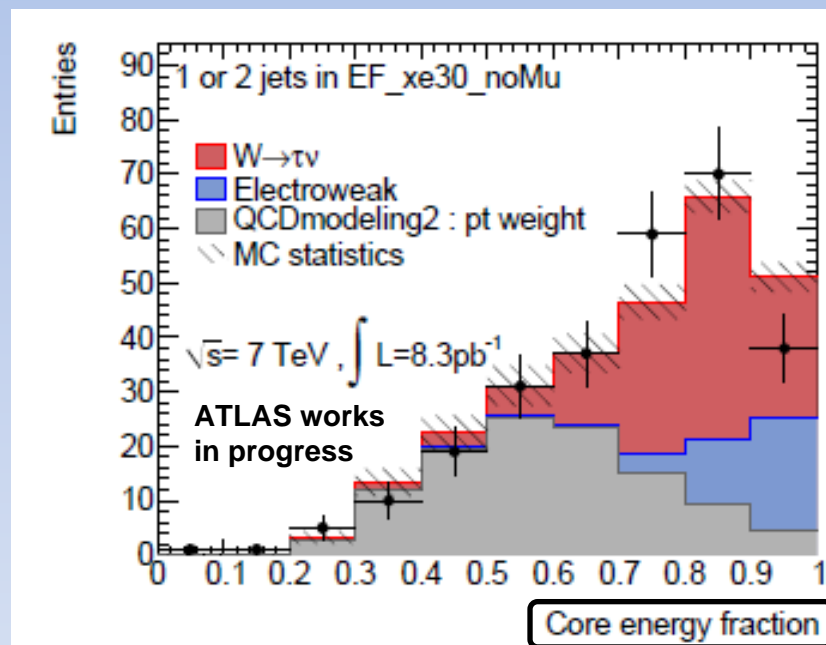 Entries
90
80
70
60
50
40
30
20
10
0
1 or 2 jets in EF_xe30_noMu
W→τν
Electroweak
QCDmodeling2 : pt weight
MC statistics
√s= 7 TeV , ∫ L=8.3pb⁻¹
ATLAS works
in progress
0 0.1 0.2 0.3 0.4 0.5 0.6 0.7 0.8 0.9 1
Core energy fraction